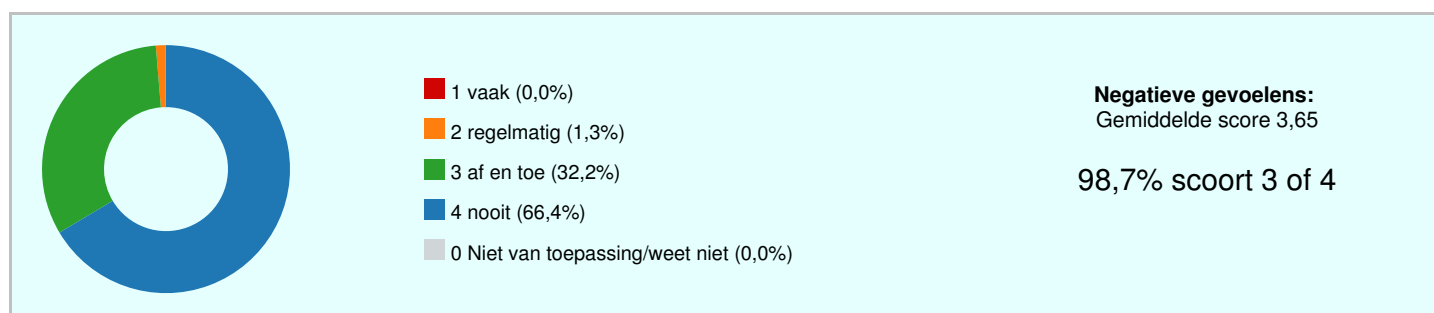 1 vaak (0,0%)
2 regelmatig (1,3%)
3 af en toe (32,2%)
4 nooit (66,4%)
0 Niet van toepassing/weet niet (0,0%)
Negatieve gevoelens:
Gemiddelde score 3,65
98,7% scoort 3 of 4